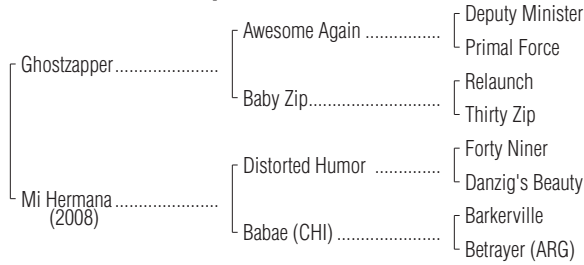 Deputy Minister
Awesome Again ................
Primal Force
Ghostzapper......................
Relaunch
Baby Zip............................
Thirty Zip
Forty Niner
Distorted Humor ..............
Danzig's Beauty
Mi Hermana ......................
(2008)
Barkerville
Babae (CHI) ......................
Betrayer (ARG)